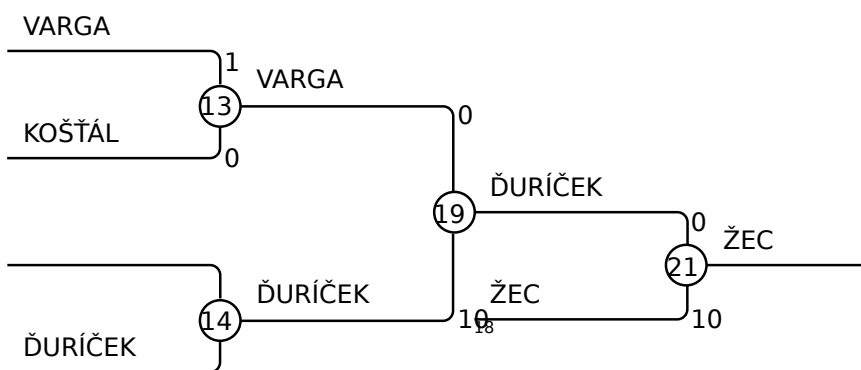 VARGA
1
VARGA
13
0
KOŠŤÁL
0
ĎURÍČEK
19
0
ŽEC
21
ĎURÍČEK
ŽEC
14
10
18
10
ĎURÍČEK